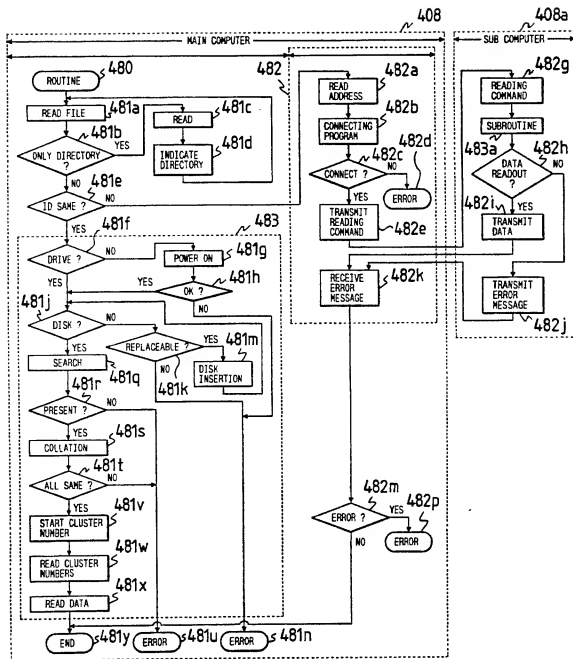 408
MAIN COMPUTER
408a
SUB COMPUTER
ROUTINE
480
READ FILE
481a
481b
ONLY DIRECTORY
?
YES
NO
READ
481c
INDICATE
DIRECTORY
481d
481e
ID SAME ?
NO
YES
481f
483
DRIVE ?
NO
YES
POWER ON
481g
OK ?
481h
YES
NO
481j
DISK ?
NO
YES
REPLACEABLE ?
YES
NO
481k
DISK
INSERTION
481m
SEARCH
481q
481r
PRESENT ?
NO
YES
COLLATION
481s
481t
ALL SAME ?
NO
YES
START CLUSTER
NUMBER
481v
READ CLUSTER
NUMBERS
481w
READ DATA
481x
END
481y
ERROR
481u
ERROR
481n
482
READ
ADDRESS
482a
CONNECTING
PROGRAM
482b
482c
CONNECT ?
NO
YES
482d
ERROR
TRANSMIT
READING
COMMAND
482e
RECEIVE
ERROR
MESSAGE
482k
482m
ERROR ?
YES
NO
482p
ERROR
482g
READING
COMMAND
SUBROUTINE
483a
482h
DATA
READOUT ?
NO
YES
482i
TRANSMIT
DATA
TRANSMIT
ERROR
MESSAGE
482j